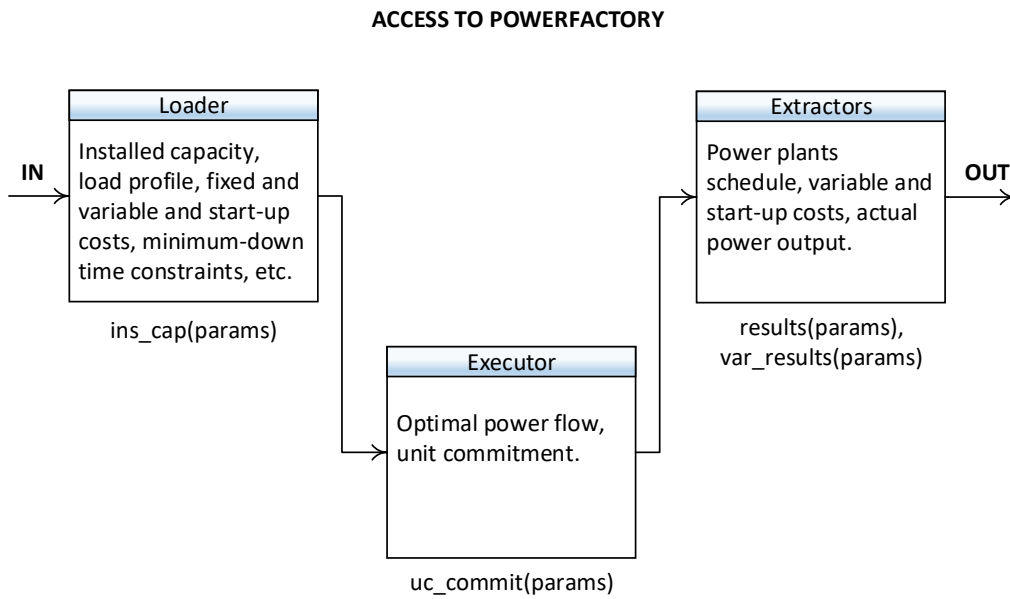 ACCESS TO POWERFACTORY
Loader
IN
Installed capacity,
load profile, fixed and
variable and start-up
costs, minimum-down
time constraints, etc.
ins_cap(params)
Executor
Optimal power flow,
unit commitment.
uc_commit(params)
Extractors
Power plants
schedule, variable and
start-up costs, actual
power output.
OUT
results(params),
var_results(params)